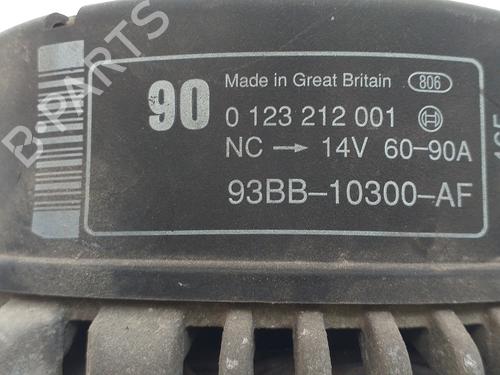 90 Made in Great Britain 806
0 123 212 001
NC → 14V 60-90A
93BB-10300-AF
B-PARTS